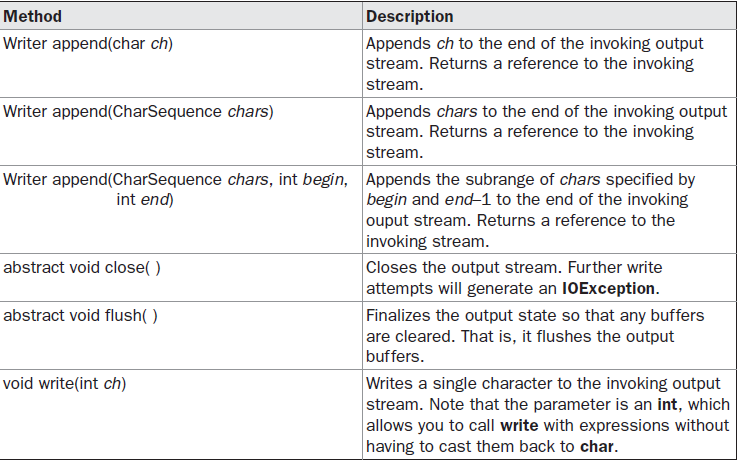 Method Description
Writer append(char ch) Appends ch to the end of the invoking output
stream. Returns a reference to the invoking
stream.
Writer append(CharSequence chars) Appends chars to the end of the invoking output
stream. Returns a reference to the invoking
stream.
Writer append(CharSequence chars, int begin, Appends the subrange of chars specified by
int end) begin and end–1 to the end of the invoking
ouput stream. Returns a reference to the
invoking stream.
abstract void close( ) Closes the output stream. Further write
attempts will generate an IOException.
abstract void flush( ) Finalizes the output state so that any buffers
are cleared. That is, it flushes the output
buffers.
void write(int ch) Writes a single character to the invoking output
stream. Note that the parameter is an int, which
allows you to call write with expressions without
having to cast them back to char.